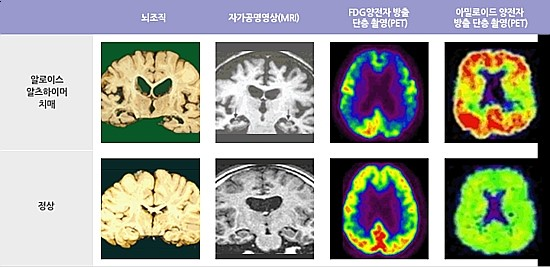 뇌조직
자기공명영상(MRI)
FDG양전자 방출
단층 촬영(PET)
아밀로이드 양전자
방출 단층 촬영(PET)
알로이스
알츠하이머
치매
정상